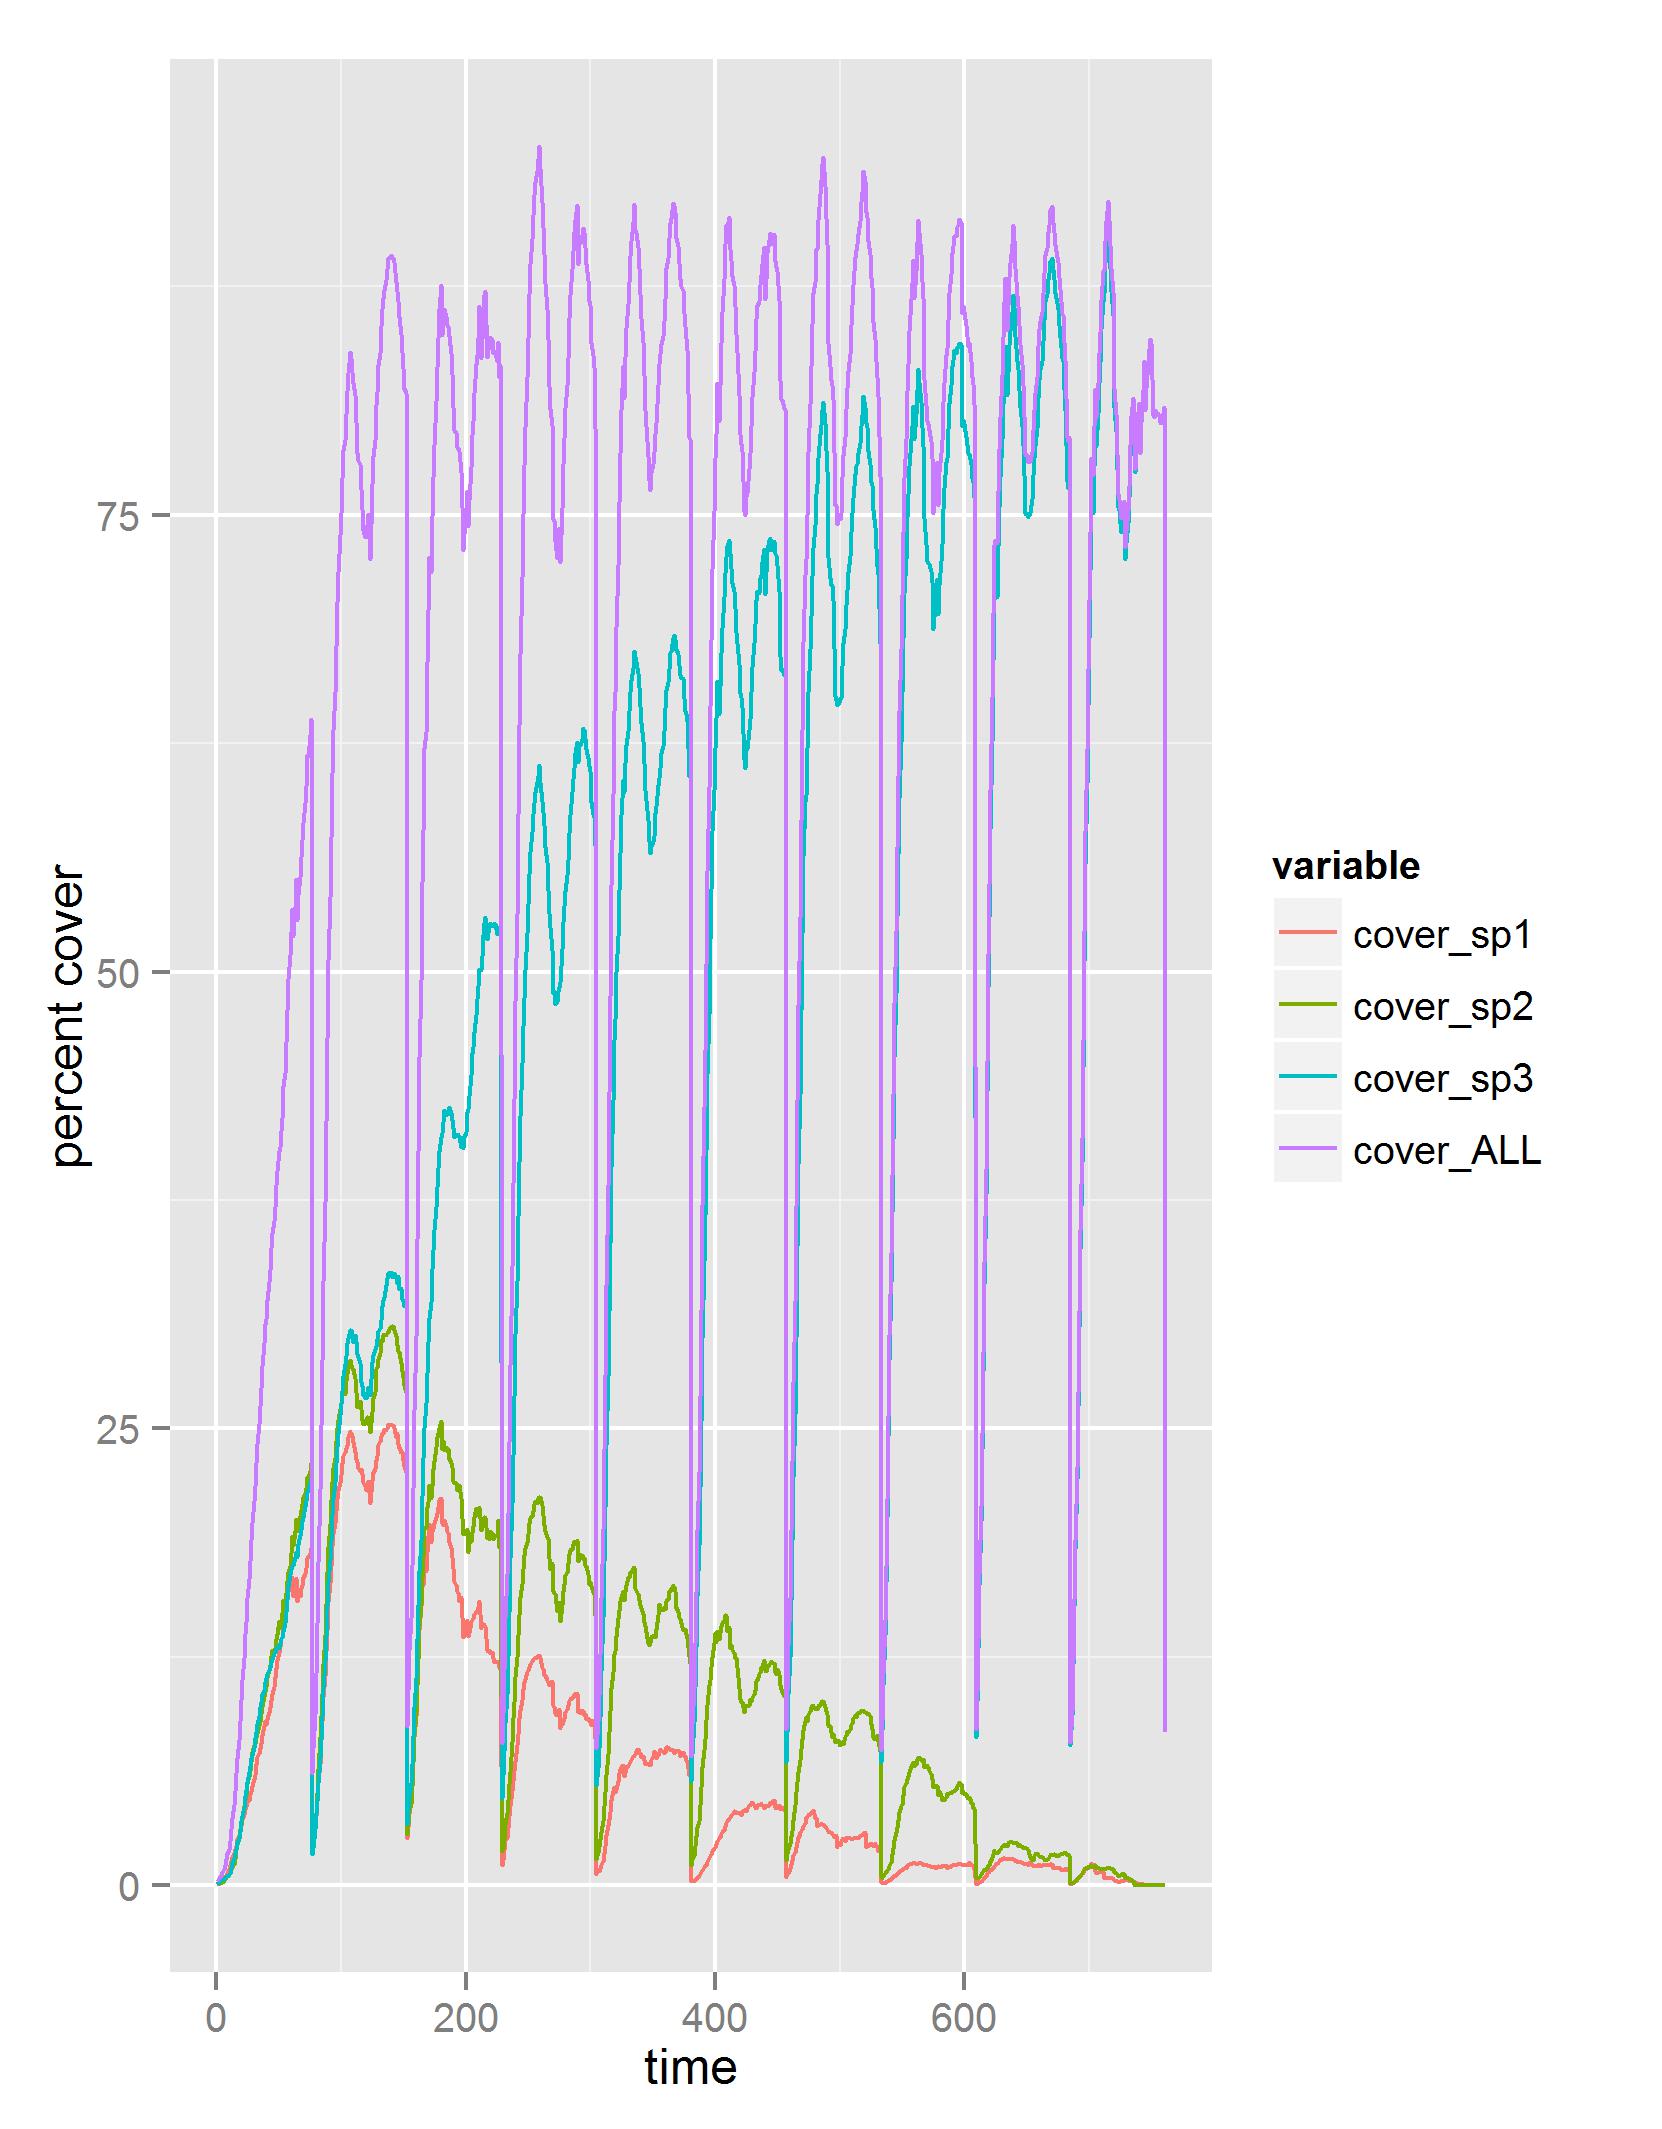 percent cover
75
50
25
0
0 200 400 600
time
variable
cover_sp1
cover_sp2
cover_sp3
cover_ALL